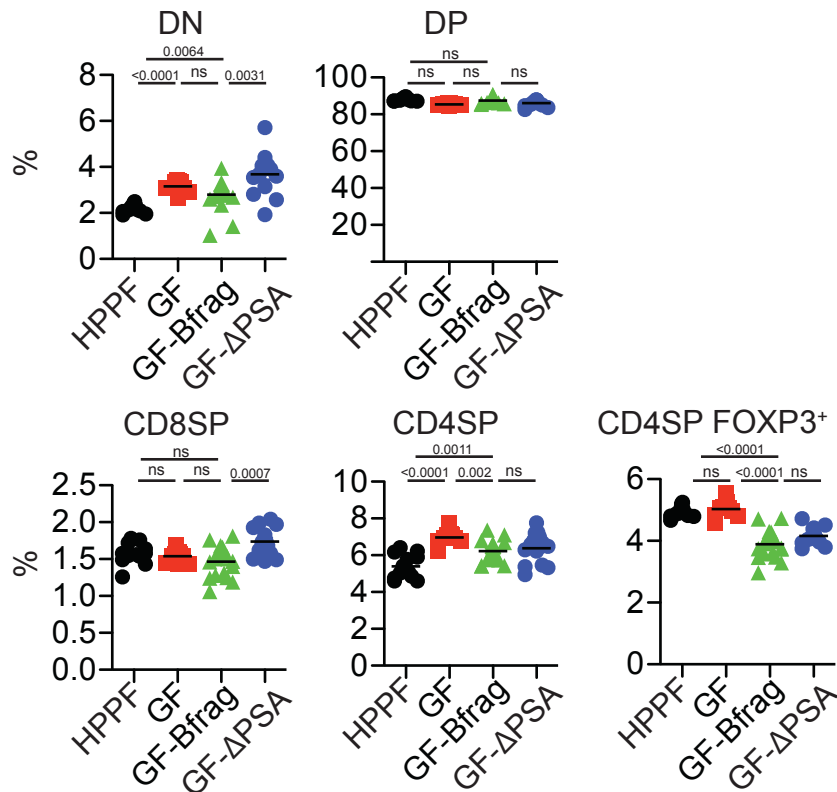 DN
DP
0.0064
<0.0001 ns 0.0031
ns
ns ns ns
%
8
6
4
2
0
100
80
60
40
20
HPPF
GF
GF-Bfrag
GF-ΔPSA
HPPF
GF
GF-Bfrag
GF-ΔPSA
CD8SP
CD4SP
CD4SP FOXP3⁺
ns
ns ns 0.0007
0.0011
<0.0001 0.002 ns
<0.0001
ns <0.0001 ns
%
2.5
2.0
1.5
1.0
0.5
0.0
10
8
6
4
2
0
6
4
2
0
HPPF
GF
GF-Bfrag
GF-ΔPSA
HPPF
GF
GF-Bfrag
GF-ΔPSA
HPPF
GF
GF-Bfrag
GF-ΔPSA